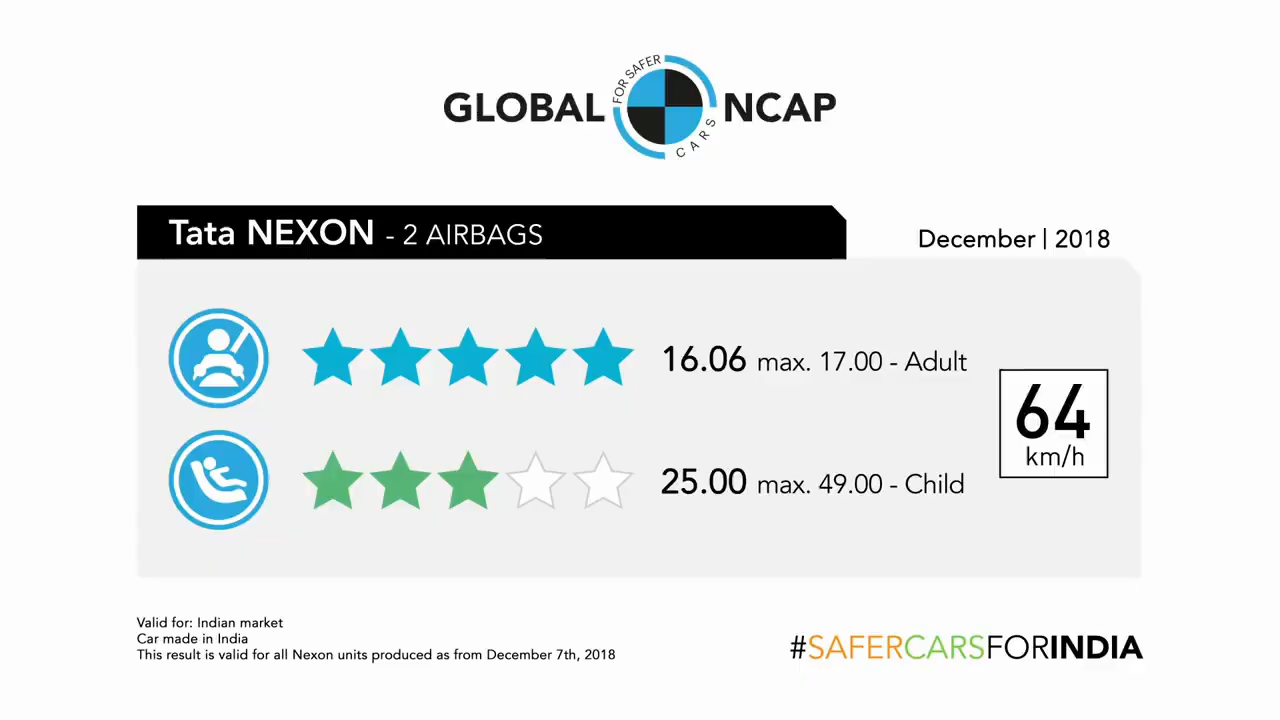 GLOBAL FOR SAFER CARS NCAP
Tata NEXON - 2 AIRBAGS
December | 2018
16.06 max. 17.00 - Adult
25.00 max. 49.00 - Child
64
km/h
Valid for: Indian market
Car made in India
This result is valid for all Nexon units produced as from December 7th, 2018
#SAFERCARSFORINDIA